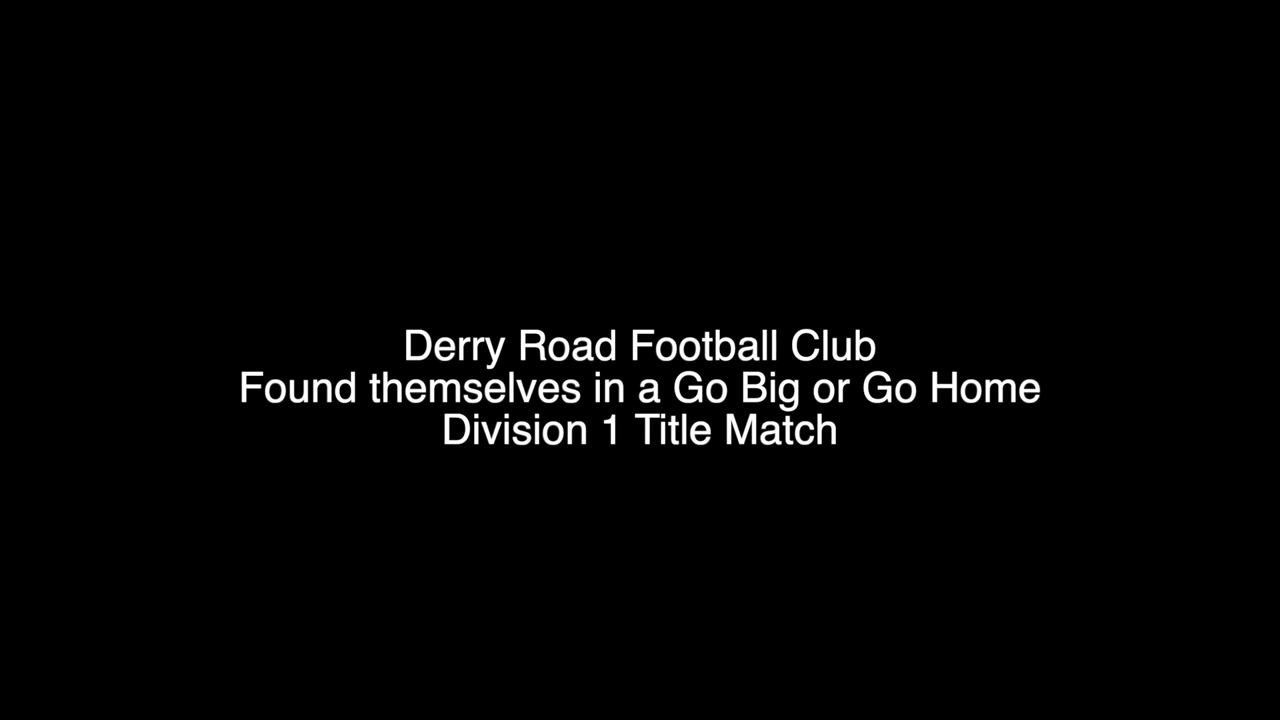 Derry Road Football Club
Found themselves in a Go Big or Go Home
Division 1 Title Match